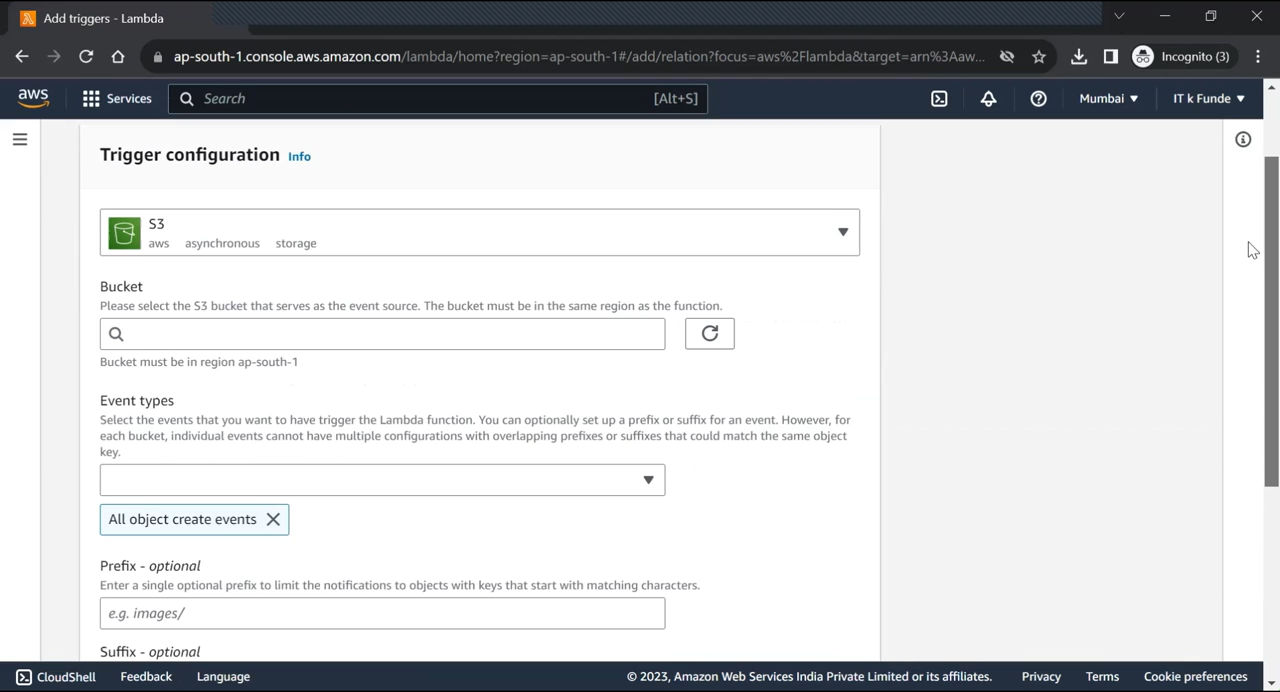 Add triggers - Lambda
ap-south-1.console.aws.amazon.com/lambda/home?region=ap-south-1#/add/relation?focus=aws%2Flambda&target=arn%3Aaw...
Incognito (3)
aws
Services
Search
[Alt+S]
Mumbai
IT k Funde
Trigger configuration Info
S3
aws asynchronous storage
Bucket
Please select the S3 bucket that serves as the event source. The bucket must be in the same region as the function.
Bucket must be in region ap-south-1
Event types
Select the events that you want to have trigger the Lambda function. You can optionally set up a prefix or suffix for an event. However, for
each bucket, individual events cannot have multiple configurations with overlapping prefixes or suffixes that could match the same object
key.
All object create events
Prefix - optional
Enter a single optional prefix to limit the notifications to objects with keys that start with matching characters.
e.g. images/
Suffix - optional
CloudShell Feedback Language © 2023, Amazon Web Services India Private Limited or its affiliates. Privacy Terms Cookie preferences